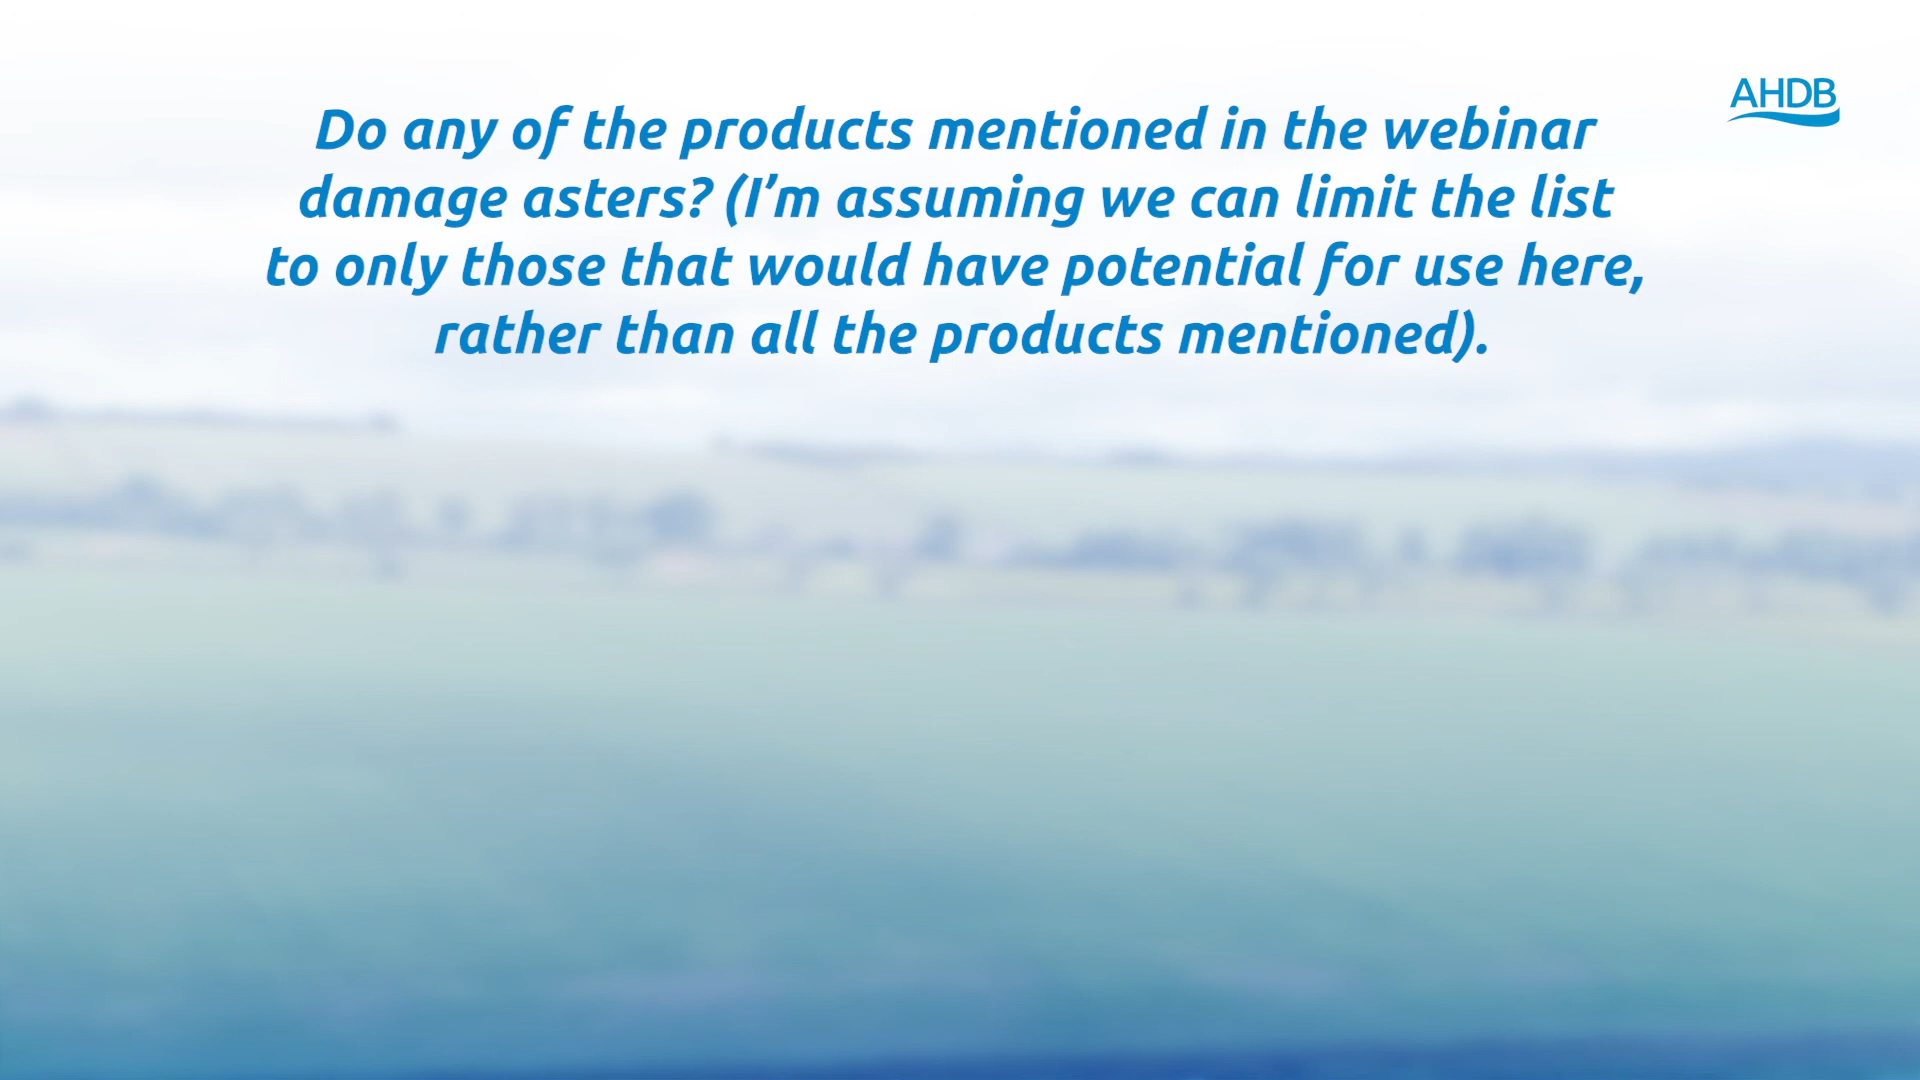 AHDB
Do any of the products mentioned in the webinar
damage asters? (I’m assuming we can limit the list
to only those that would have potential for use here,
rather than all the products mentioned).